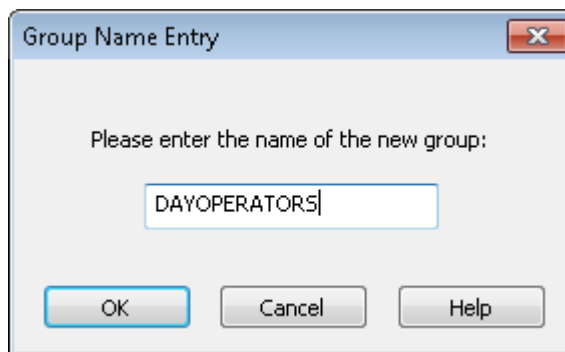 Group Name Entry
Please enter the name of the new group:
DAYOPERATORS
OK Cancel Help